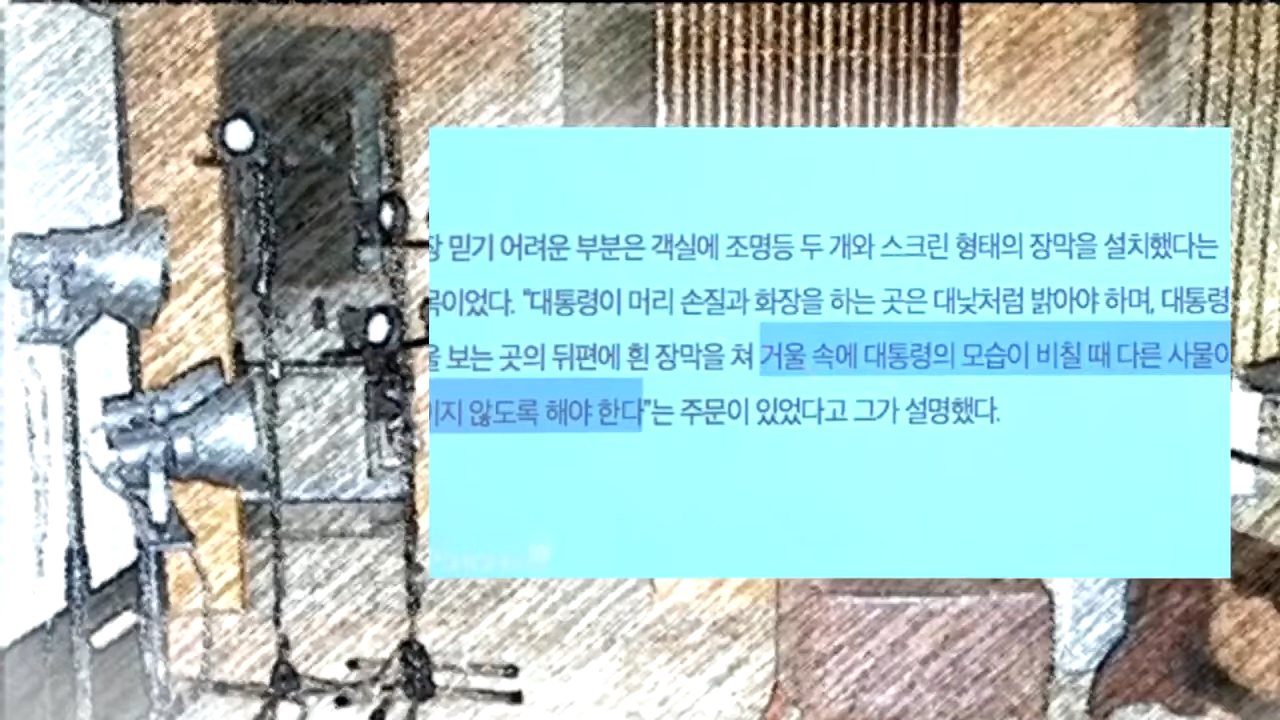 믿기 어려운 부분은 객실에 조명등 두 개와 스크린 형태의 장막을 설치했다는
목이었다. "대통령이 머리 손질과 화장을 하는 곳은 대낮처럼 밝아야 하며, 대통령
을 보는 곳의 뒤편에 흰 장막을 쳐 거울 속에 대통령의 모습이 비칠 때 다른 사물이
이지 않도록 해야 한다"는 주문이 있었다고 그가 설명했다.